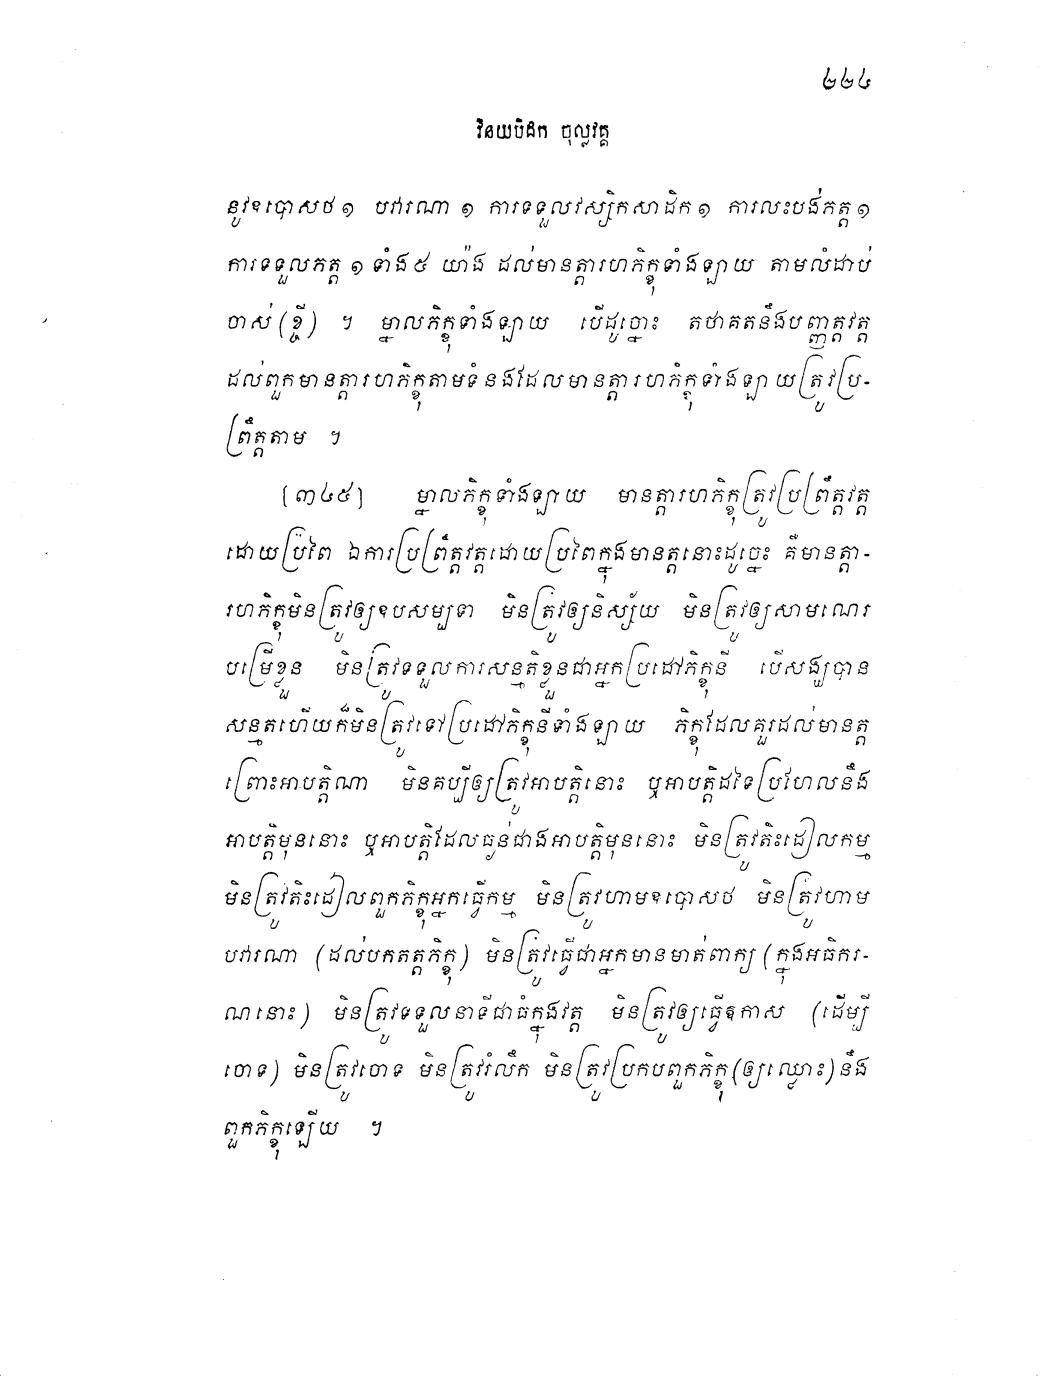 ២២៤
វិនយបិដក ចុល្លវគ្គ
នូវឧបោសថ១ បវារណា ១ ការទទួលវស្សិកសាដិក១ ការលះបង់ភត្ត ១
ការទទួលភត្ត ១ ទាំង៥ យ៉ាង ដល់មានត្តារហភិក្ខុទាំងឡាយ តាមលំដាប់
ចាស់(ខ្ចី) ។ ម្នាលភិក្ខុទាំងឡាយ បើដូច្នោះ តថាគតនឹងបញ្ញត្តវត្ត
ដល់ពួកមានត្តារហភិក្ខុតាមទំនងដែលមានត្តារហភិក្ខុទាំងឡាយត្រូវប្រ-
ព្រឹត្តតាម ។
[៣៤៥] ម្នាលភិក្ខុទាំងឡាយ មានត្តារហភិក្ខុត្រូវប្រព្រឹត្តវត្ត
ដោយប្រពៃ ឯការប្រព្រឹត្តវត្តដោយប្រពៃក្នុងមានត្តនោះដូច្នេះ គឺមានត្តា-
រហភិក្ខុមិនត្រូវឲ្យឧបសម្បទា មិនត្រូវឲ្យនិស្ស័យ មិនត្រូវឲ្យសាមណេរ
បម្រើខ្លួន មិនត្រូវទទួលការសន្មតិខ្លួនជាអ្នកប្រដៅភិក្ខុនី បើសង្ឃបាន
សន្មតហើយក៏មិនត្រូវទៅប្រដៅភិក្ខុនីទាំងឡាយ ភិក្ខុដែលគួរដល់មានត្ត
ព្រោះអាបត្តិណា មិនគប្បីឲ្យត្រូវអាបត្តិនោះ ឬអាបត្តិដទៃប្រហែលនឹង
អាបត្តិមុននោះ ឬអាបត្តិដែលធ្ងន់ជាងអាបត្តិមុននោះ មិនត្រូវតិះដៀលកម្ម
មិនត្រូវតិះដៀលពួកភិក្ខុអ្នកធ្វើកម្ម មិនត្រូវហាមឧបោសថ មិនត្រូវហាម
បវារណា (ដល់បកតត្តភិក្ខុ) មិនត្រូវធ្វើជាអ្នកមានមាត់ពាក្យ (ក្នុងអធិករ-
ណនោះ) មិនត្រូវទទួលនាទីជាធំក្នុងវត្ត មិនត្រូវឲ្យធ្វើឱកាស (ដើម្បី
ចោទ) មិនត្រូវចោទ មិនត្រូវរំលឹក មិនត្រូវប្រកបពួកភិក្ខុ(ឲ្យឈ្លោះ)នឹង
ពួកភិក្ខុឡើយ ។